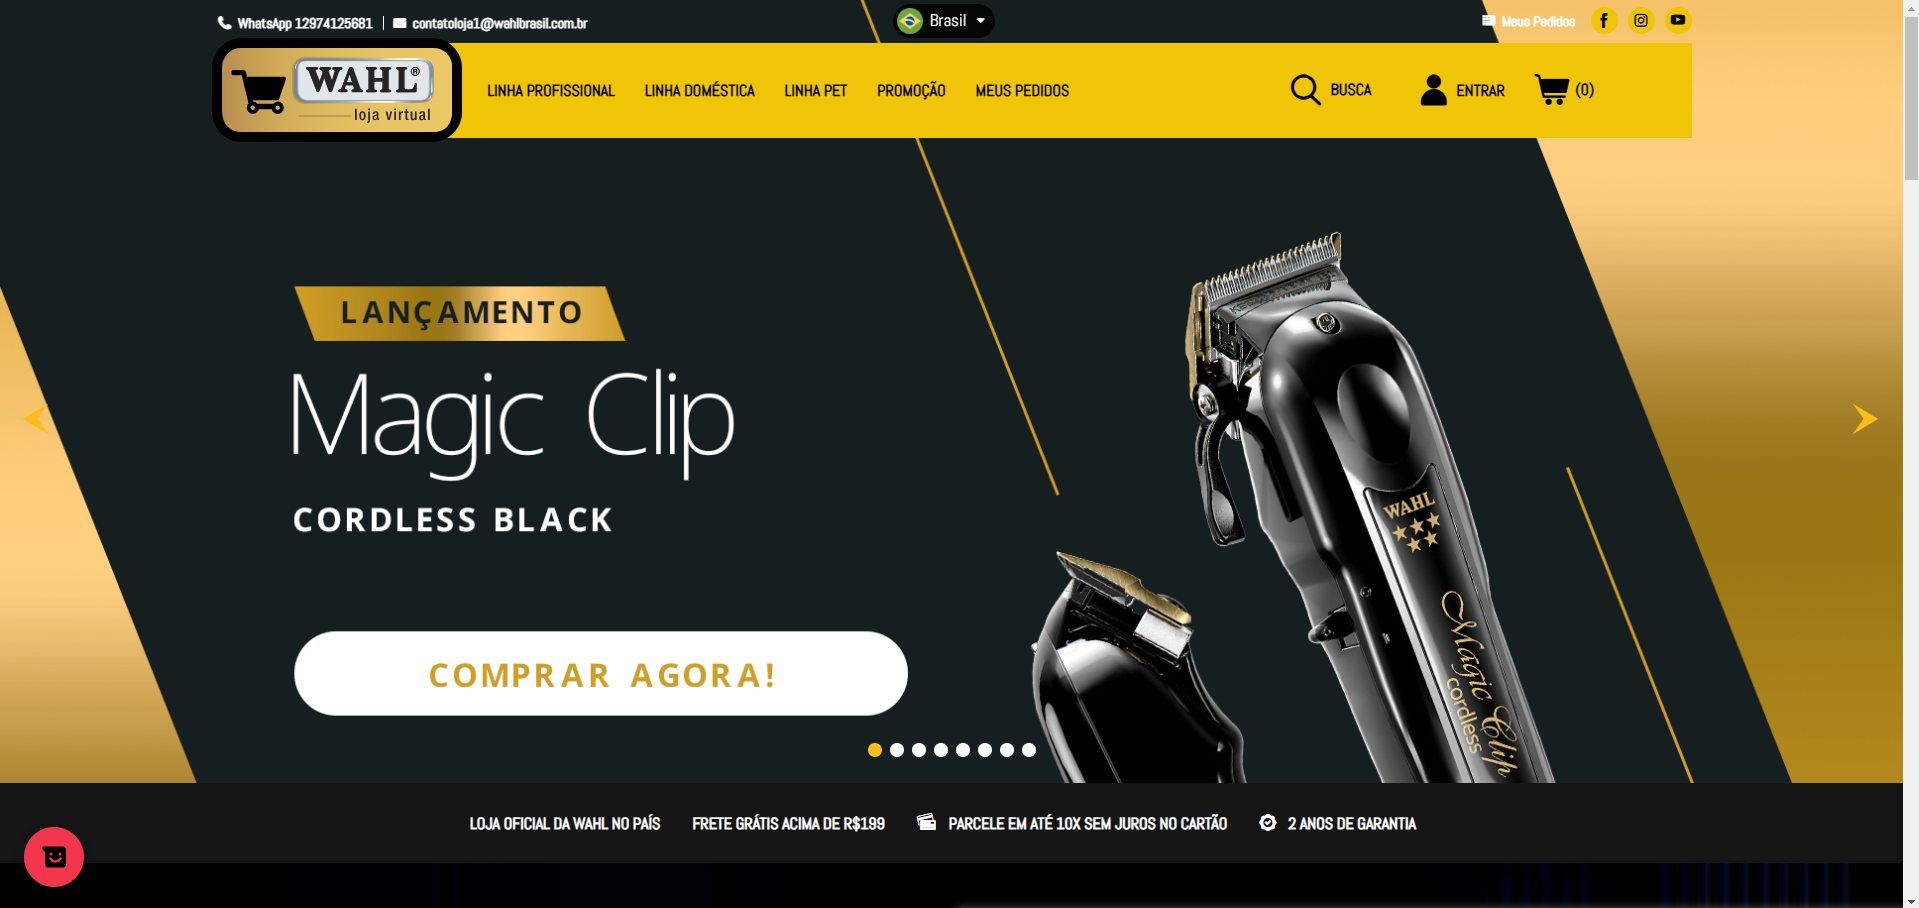 WhatsApp 12974125681 contatoloja1@wahlbrasil.com.br
Brasil
Meus Pedidos
WAHL®
loja virtual
LINHA PROFISSIONAL LINHA DOMÉSTICA LINHA PET PROMOÇÃO MEUS PEDIDOS
BUSCA
ENTRAR
(0)
LANÇAMENTO
Magic Clip
CORDLESS BLACK
COMPRAR AGORA!
WAHL
Magic Clip
cordless
LOJA OFICIAL DA WAHL NO PAÍS FRETE GRÁTIS ACIMA DE R$199 PARCELE EM ATÉ 10X SEM JUROS NO CARTÃO 2 ANOS DE GARANTIA